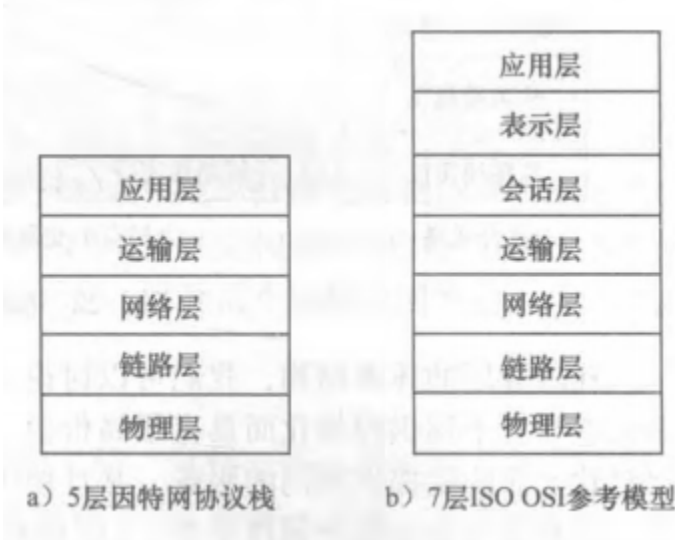 应用层
运输层
网络层
链路层
物理层
a）5层因特网协议栈
应用层
表示层
会话层
运输层
网络层
链路层
物理层
b）7层ISO OSI参考模型